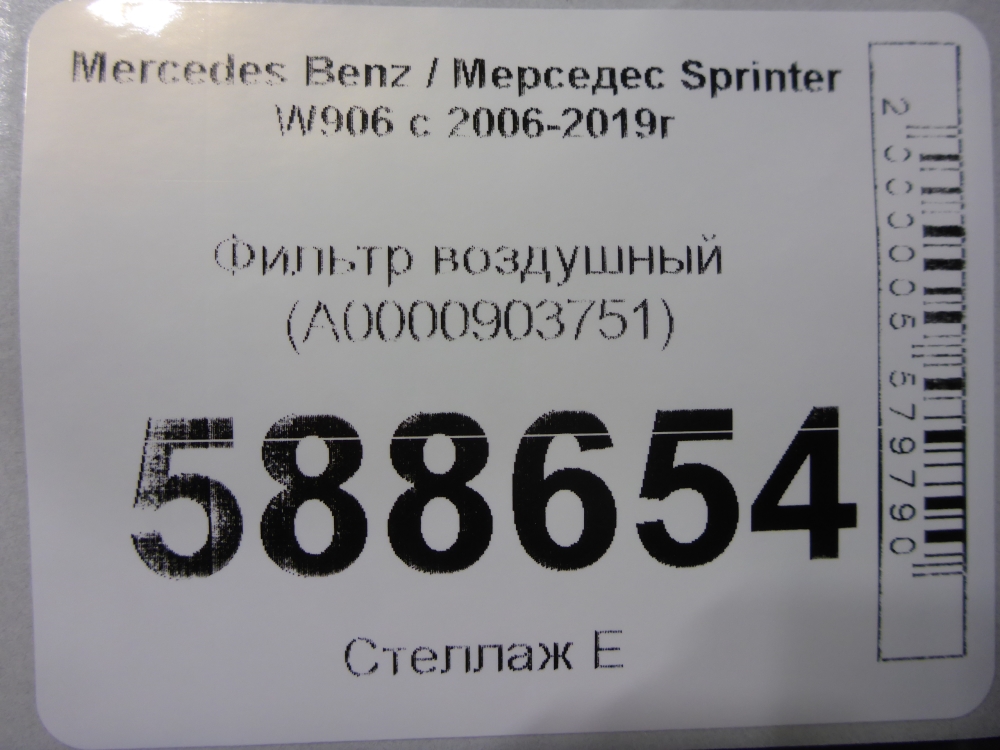 Mercedes Benz / Мерседес Sprinter
W906 с 2006-2019г
Фильтр воздушный
(A0000903751)
588654
Стеллаж Е
2000005579790